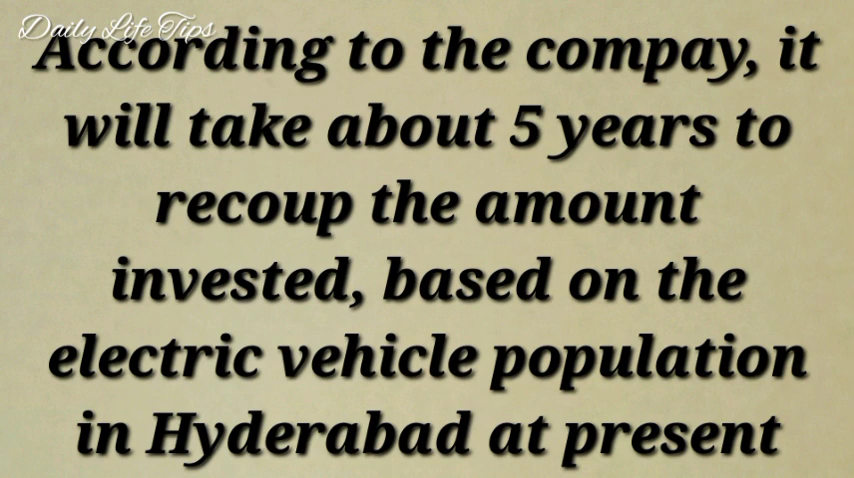 Daily Life Tips
According to the compay, it
will take about 5 years to
recoup the amount
invested, based on the
electric vehicle population
in Hyderabad at present